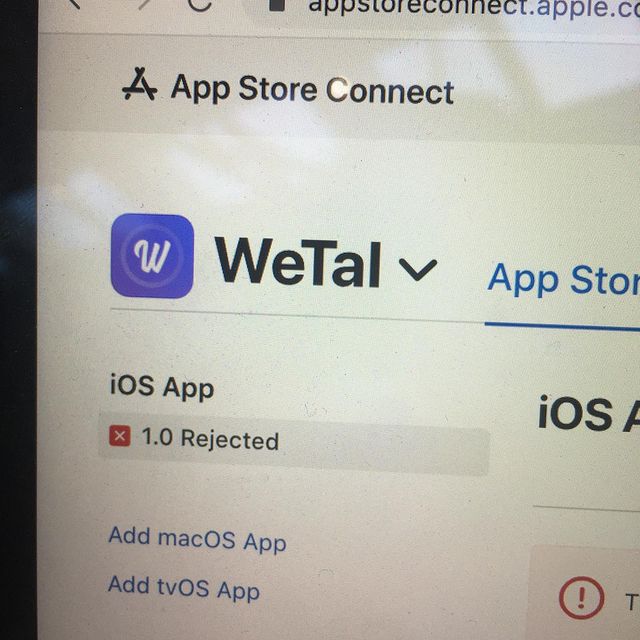 appstoreconnect.apple.co
App Store Connect
W
WeTal
App Stor
iOS App
iOS A
1.0 Rejected
Add macOS App
Add tvOS App
! T